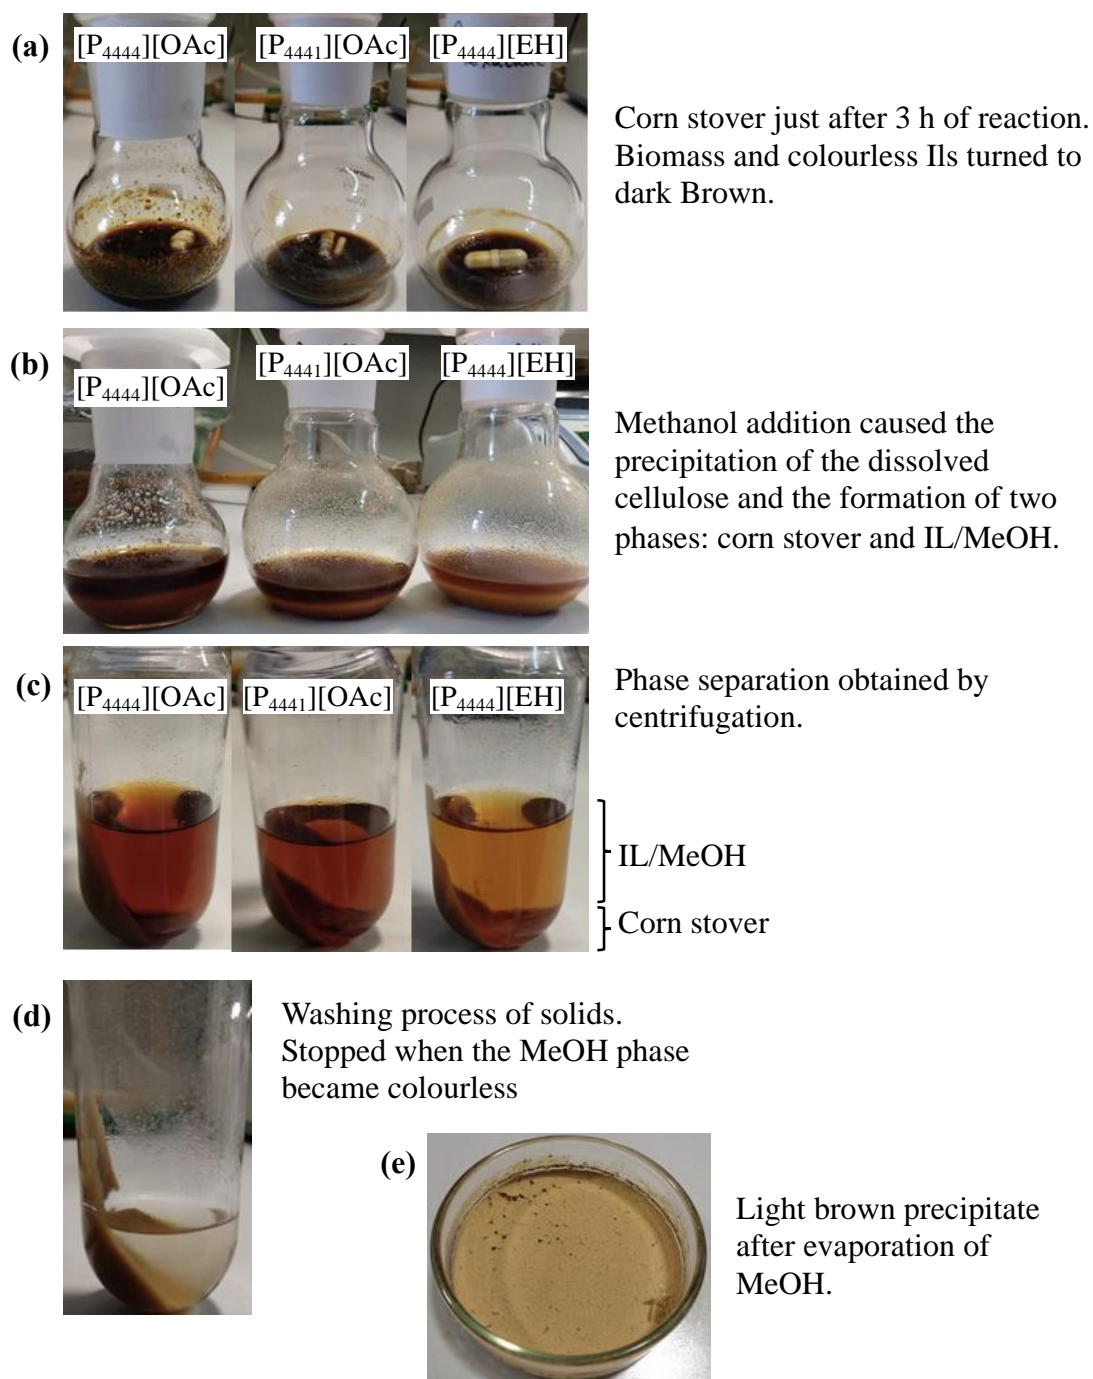 (a)
[P4444][OAc]
[P4441][OAc]
[P4444][EH]
Corn stover just after 3 h of reaction.
Biomass and colourless Ils turned to
dark Brown.
(b)
[P4444][OAc]
[P4441][OAc]
[P4444][EH]
Methanol addition caused the
precipitation of the dissolved
cellulose and the formation of two
phases: corn stover and IL/MeOH.
(c)
[P4444][OAc]
[P4441][OAc]
[P4444][EH]
Phase separation obtained by
centrifugation.
IL/MeOH
Corn stover
(d)
Washing process of solids.
Stopped when the MeOH phase
became colourless
(e)
Light brown precipitate
after evaporation of
MeOH.